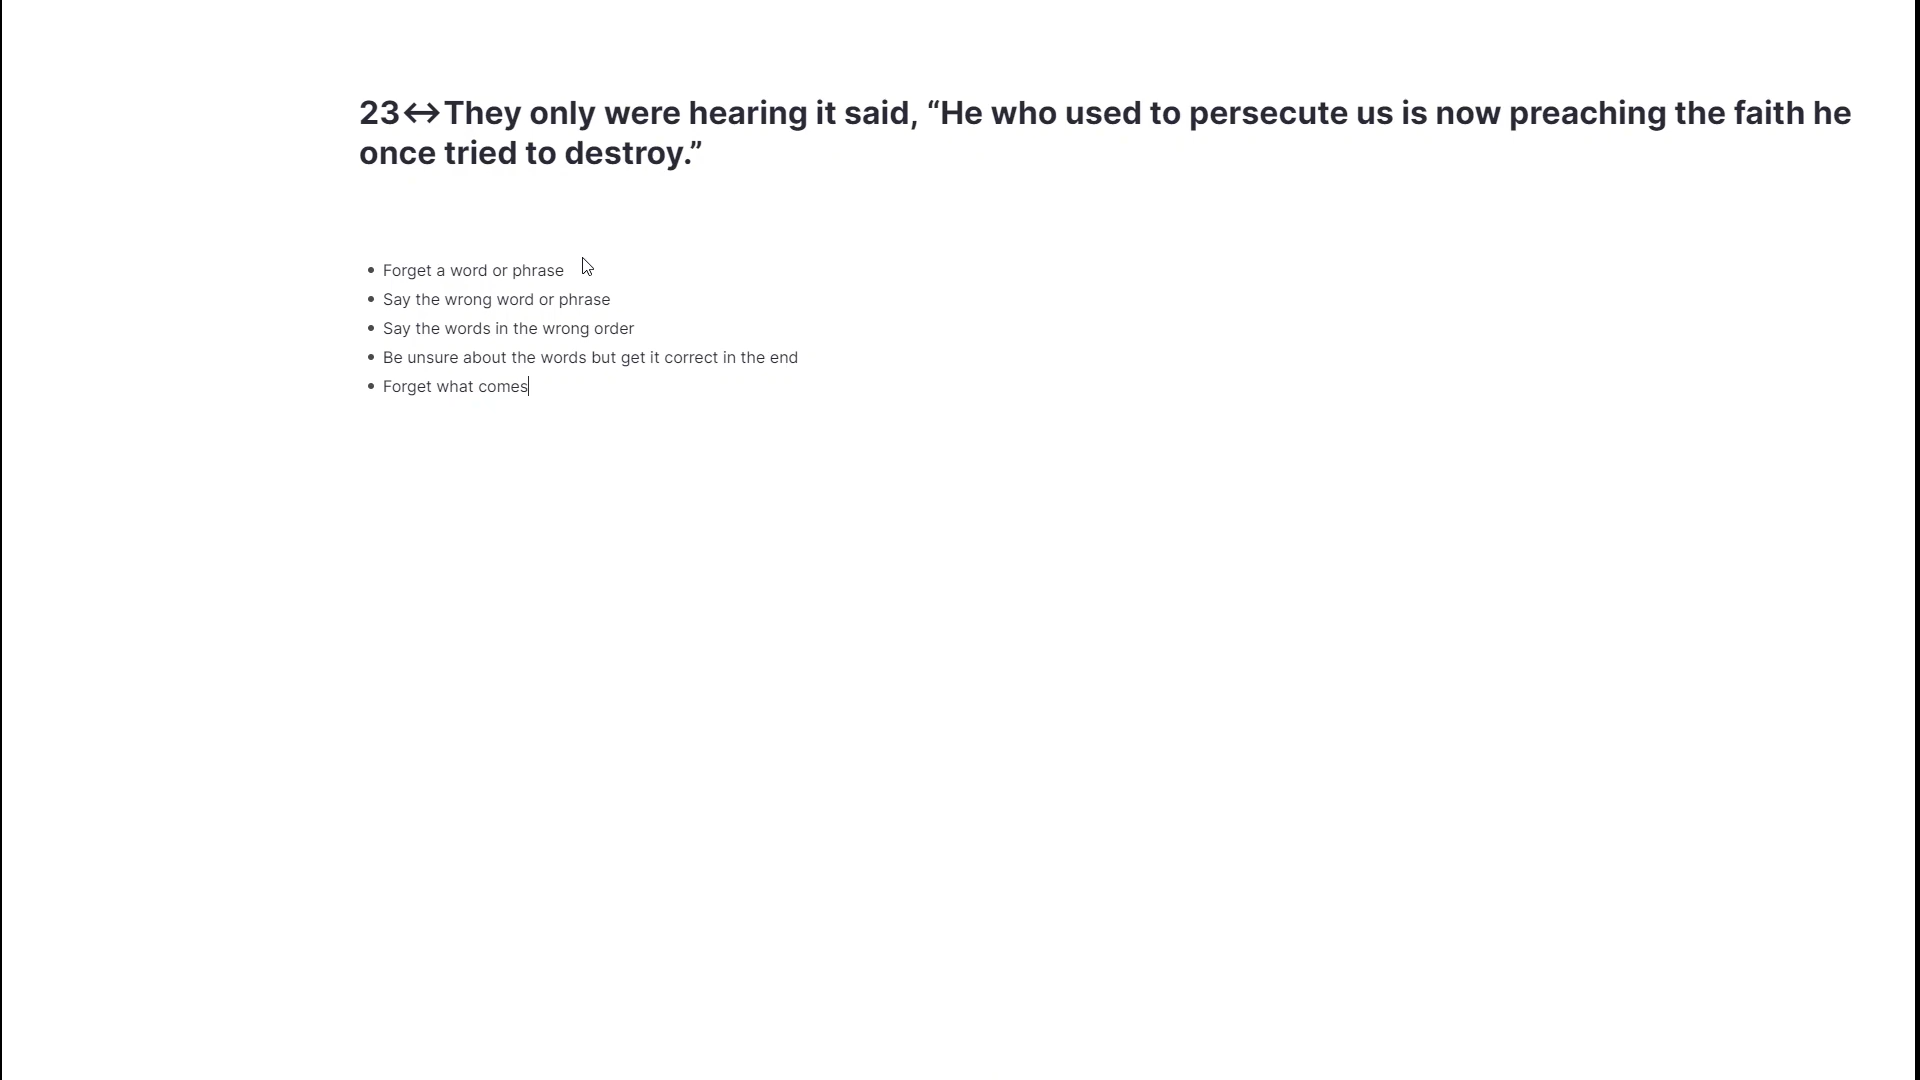 23↔They only were hearing it said, “He who used to persecute us is now preaching the faith he
once tried to destroy.”
• Forget a word or phrase
• Say the wrong word or phrase
• Say the words in the wrong order
• Be unsure about the words but get it correct in the end
• Forget what comes